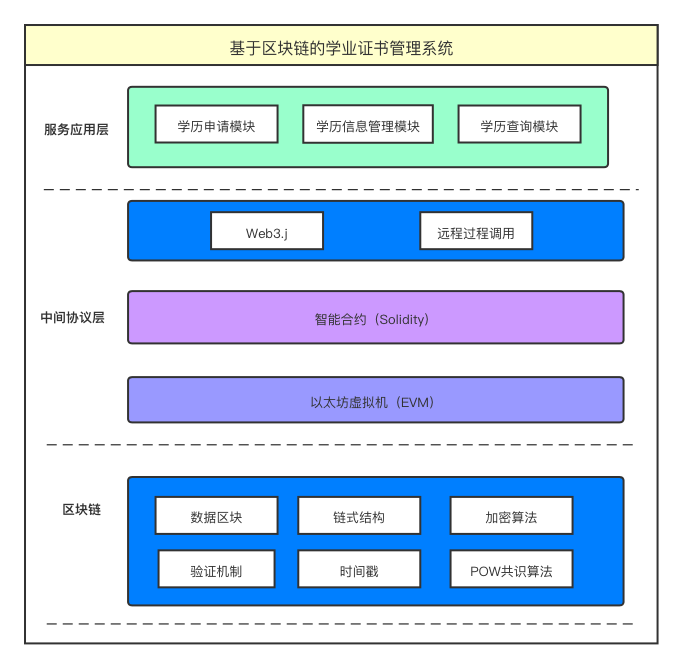 基于区块链的学业证书管理系统
服务应用层
学历申请模块
学历信息管理模块
学历查询模块
Web3.j
远程过程调用
中间协议层
智能合约（Solidity）
以太坊虚拟机（EVM）
区块链
数据区块
链式结构
加密算法
验证机制
时间戳
POW共识算法